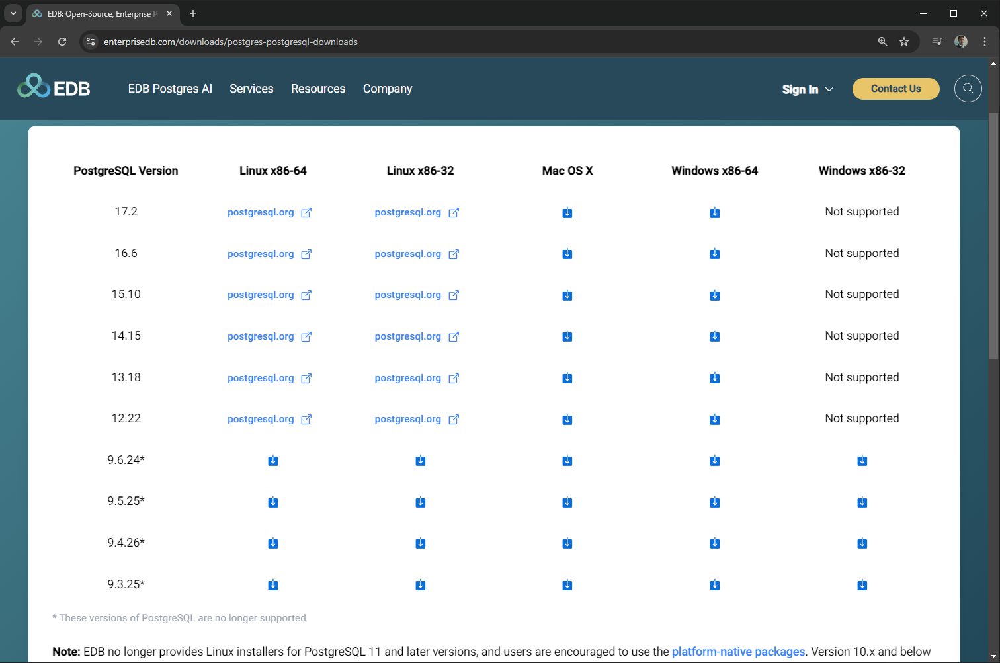 EDB: Open-Source, Enterprise P
enterprisedb.com/downloads/postgres-postgresql-downloads
EDB EDB Postgres AI Services Resources Company Sign In Contact Us
PostgreSQL Version Linux x86-64 Linux x86-32 Mac OS X Windows x86-64 Windows x86-32
17.2 postgresql.org postgresql.org Not supported
16.6 postgresql.org postgresql.org Not supported
15.10 postgresql.org postgresql.org Not supported
14.15 postgresql.org postgresql.org Not supported
13.18 postgresql.org postgresql.org Not supported
12.22 postgresql.org postgresql.org Not supported
9.6.24*
9.5.25*
9.4.26*
9.3.25*
* These versions of PostgreSQL are no longer supported
Note: EDB no longer provides Linux installers for PostgreSQL 11 and later versions, and users are encouraged to use the platform-native packages. Version 10.x and below